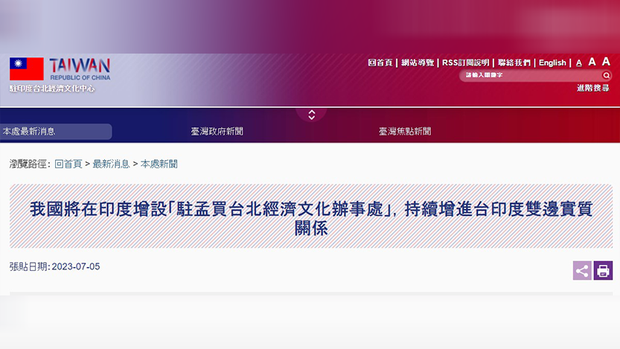 TAIWAN
REPUBLIC OF CHINA
駐印度台北經濟文化中心
回首頁 | 網站導覽 | RSS訂閱說明 | 聯絡我們 | English | A A A
請輸入關鍵字
進階搜尋
本處最新消息 臺灣政府新聞 臺灣焦點新聞
瀏覽路徑: 回首頁 > 最新消息 > 本處新聞
我國將在印度增設「駐孟買台北經濟文化辦事處」, 持續增進台印度雙邊實質
關係
張貼日期: 2023-07-05